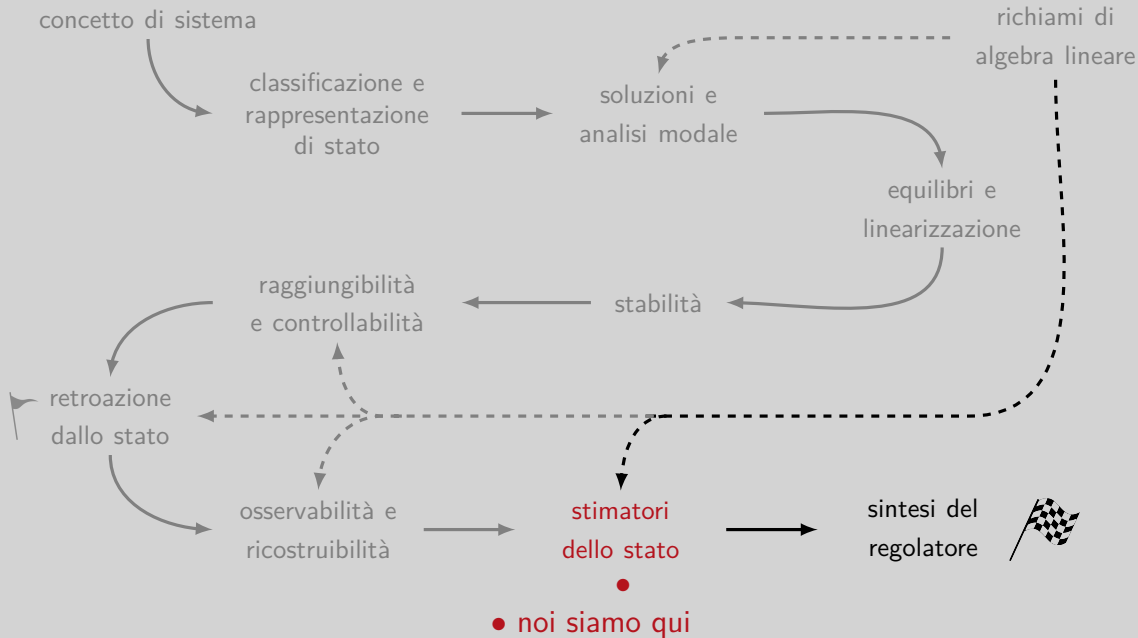 concetto di sistema
richiami di
algebra lineare
classificazione e
rappresentazione
di stato
soluzioni e
analisi modale
equilibri e
linearizzazione
raggiungibilità
e controllabilità
stabilità
retroazione
dallo stato
osservabilità e
ricostruibilità
stimatori
dello stato
sintesi del
regolatore
• noi siamo qui